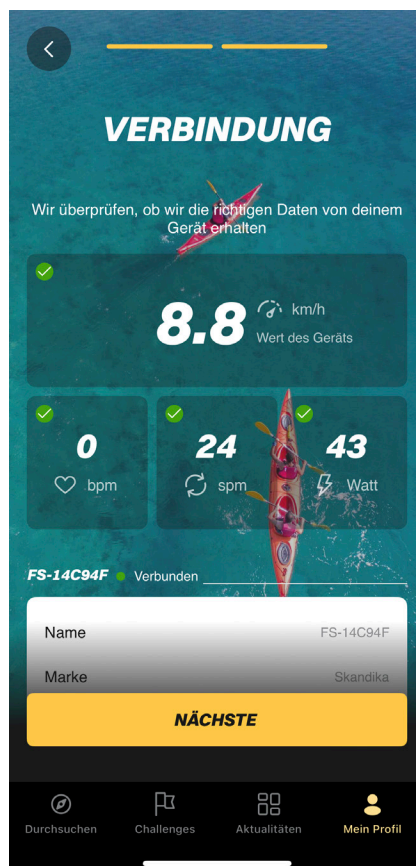 VERBINDUNG
Wir überprüfen, ob wir die richtigen Daten von deinem
Gerät erhalten
8.8 km/h
Wert des Geräts
0
bpm
24
spm
43
Watt
FS-14C94F Verbunden
Name FS-14C94F
Marke Skandika
NÄCHSTE
Durchsuchen Challenges Aktualitäten Mein Profil